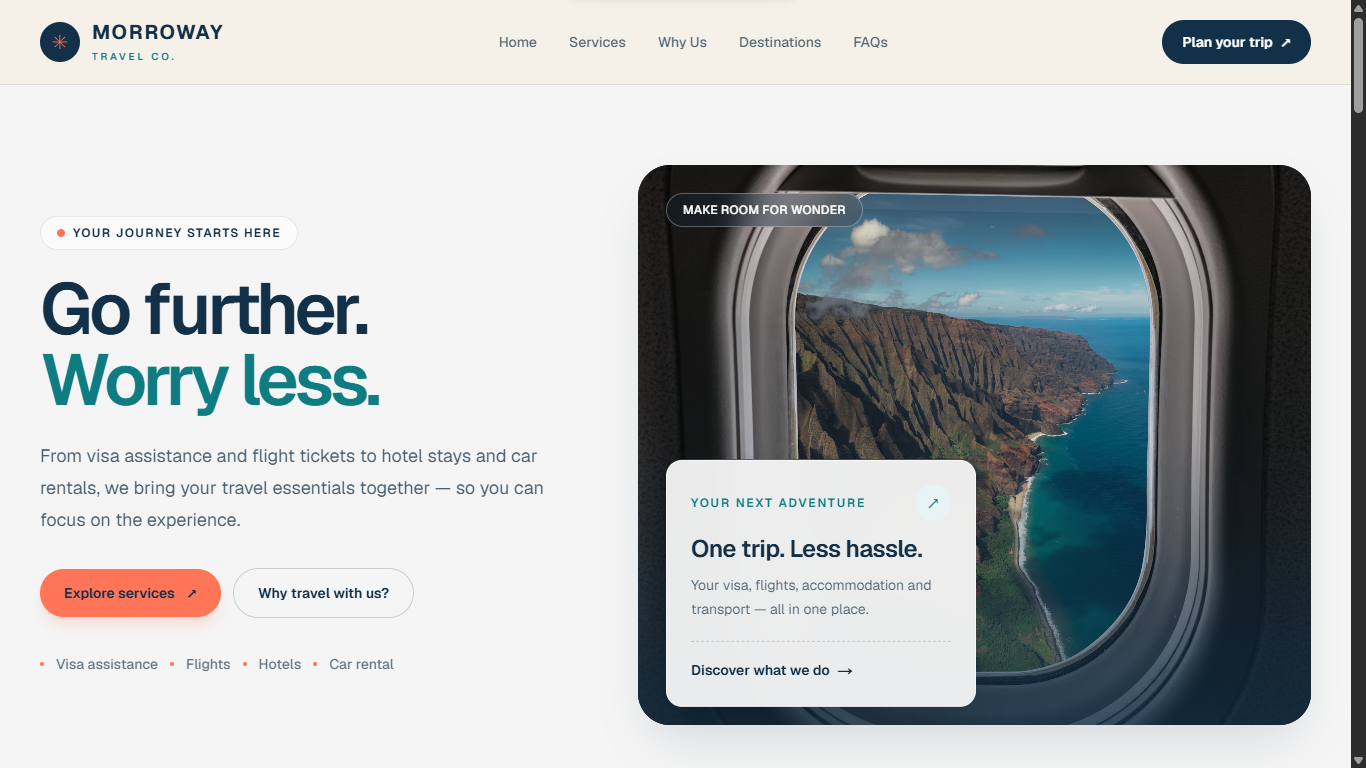 MORROWAY
TRAVEL CO.
Home Services Why Us Destinations FAQs
Plan your trip ↗
YOUR JOURNEY STARTS HERE
Go further.
Worry less.
From visa assistance and flight tickets to hotel stays and car
rentals, we bring your travel essentials together — so you can
focus on the experience.
Explore services ↗
Why travel with us?
• Visa assistance • Flights • Hotels • Car rental
MAKE ROOM FOR WONDER
YOUR NEXT ADVENTURE ↗
One trip. Less hassle.
Your visa, flights, accommodation and
transport — all in one place.
Discover what we do →